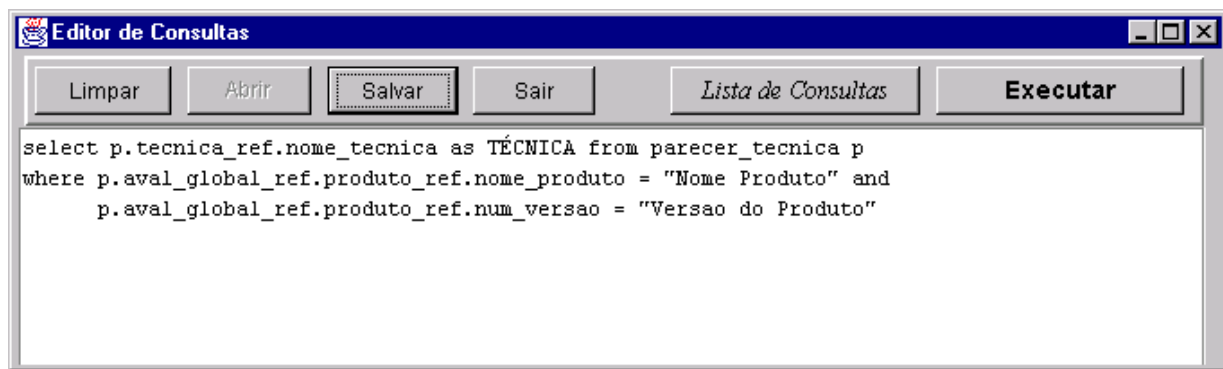 Editor de Consultas
Limpar Abrir Salvar Sair Lista de Consultas Executar
select p.tecnica_ref.nome_tecnica as TÉCNICA from parecer_tecnica p
where p.aval_global_ref.produto_ref.nome_produto = "Nome Produto" and
p.aval_global_ref.produto_ref.num_versao = "Versao do Produto"